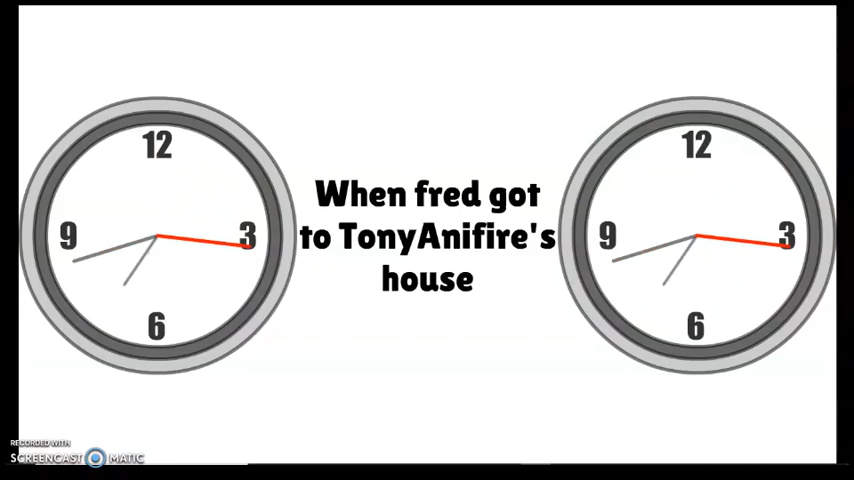 12
9 3
6
When fred got
to TonyAnifire's
house
12
9 3
6
RECORDED WITH
SCREENCAST MATIC